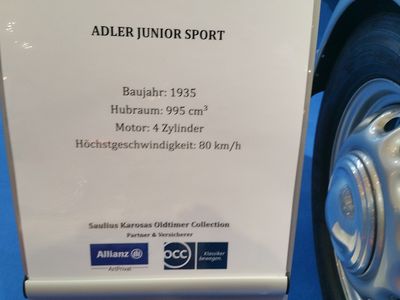 ADLER JUNIOR SPORT
Baujahr: 1935
Hubraum: 995 cm³
Motor: 4 Zylinder
Höchstgeschwindigkeit: 80 km/h
Saulius Karosas Oldtimer Collection
Partner & Versicherer
Allianz
ArtPrivat
OCC
Klassiker
bewegen.